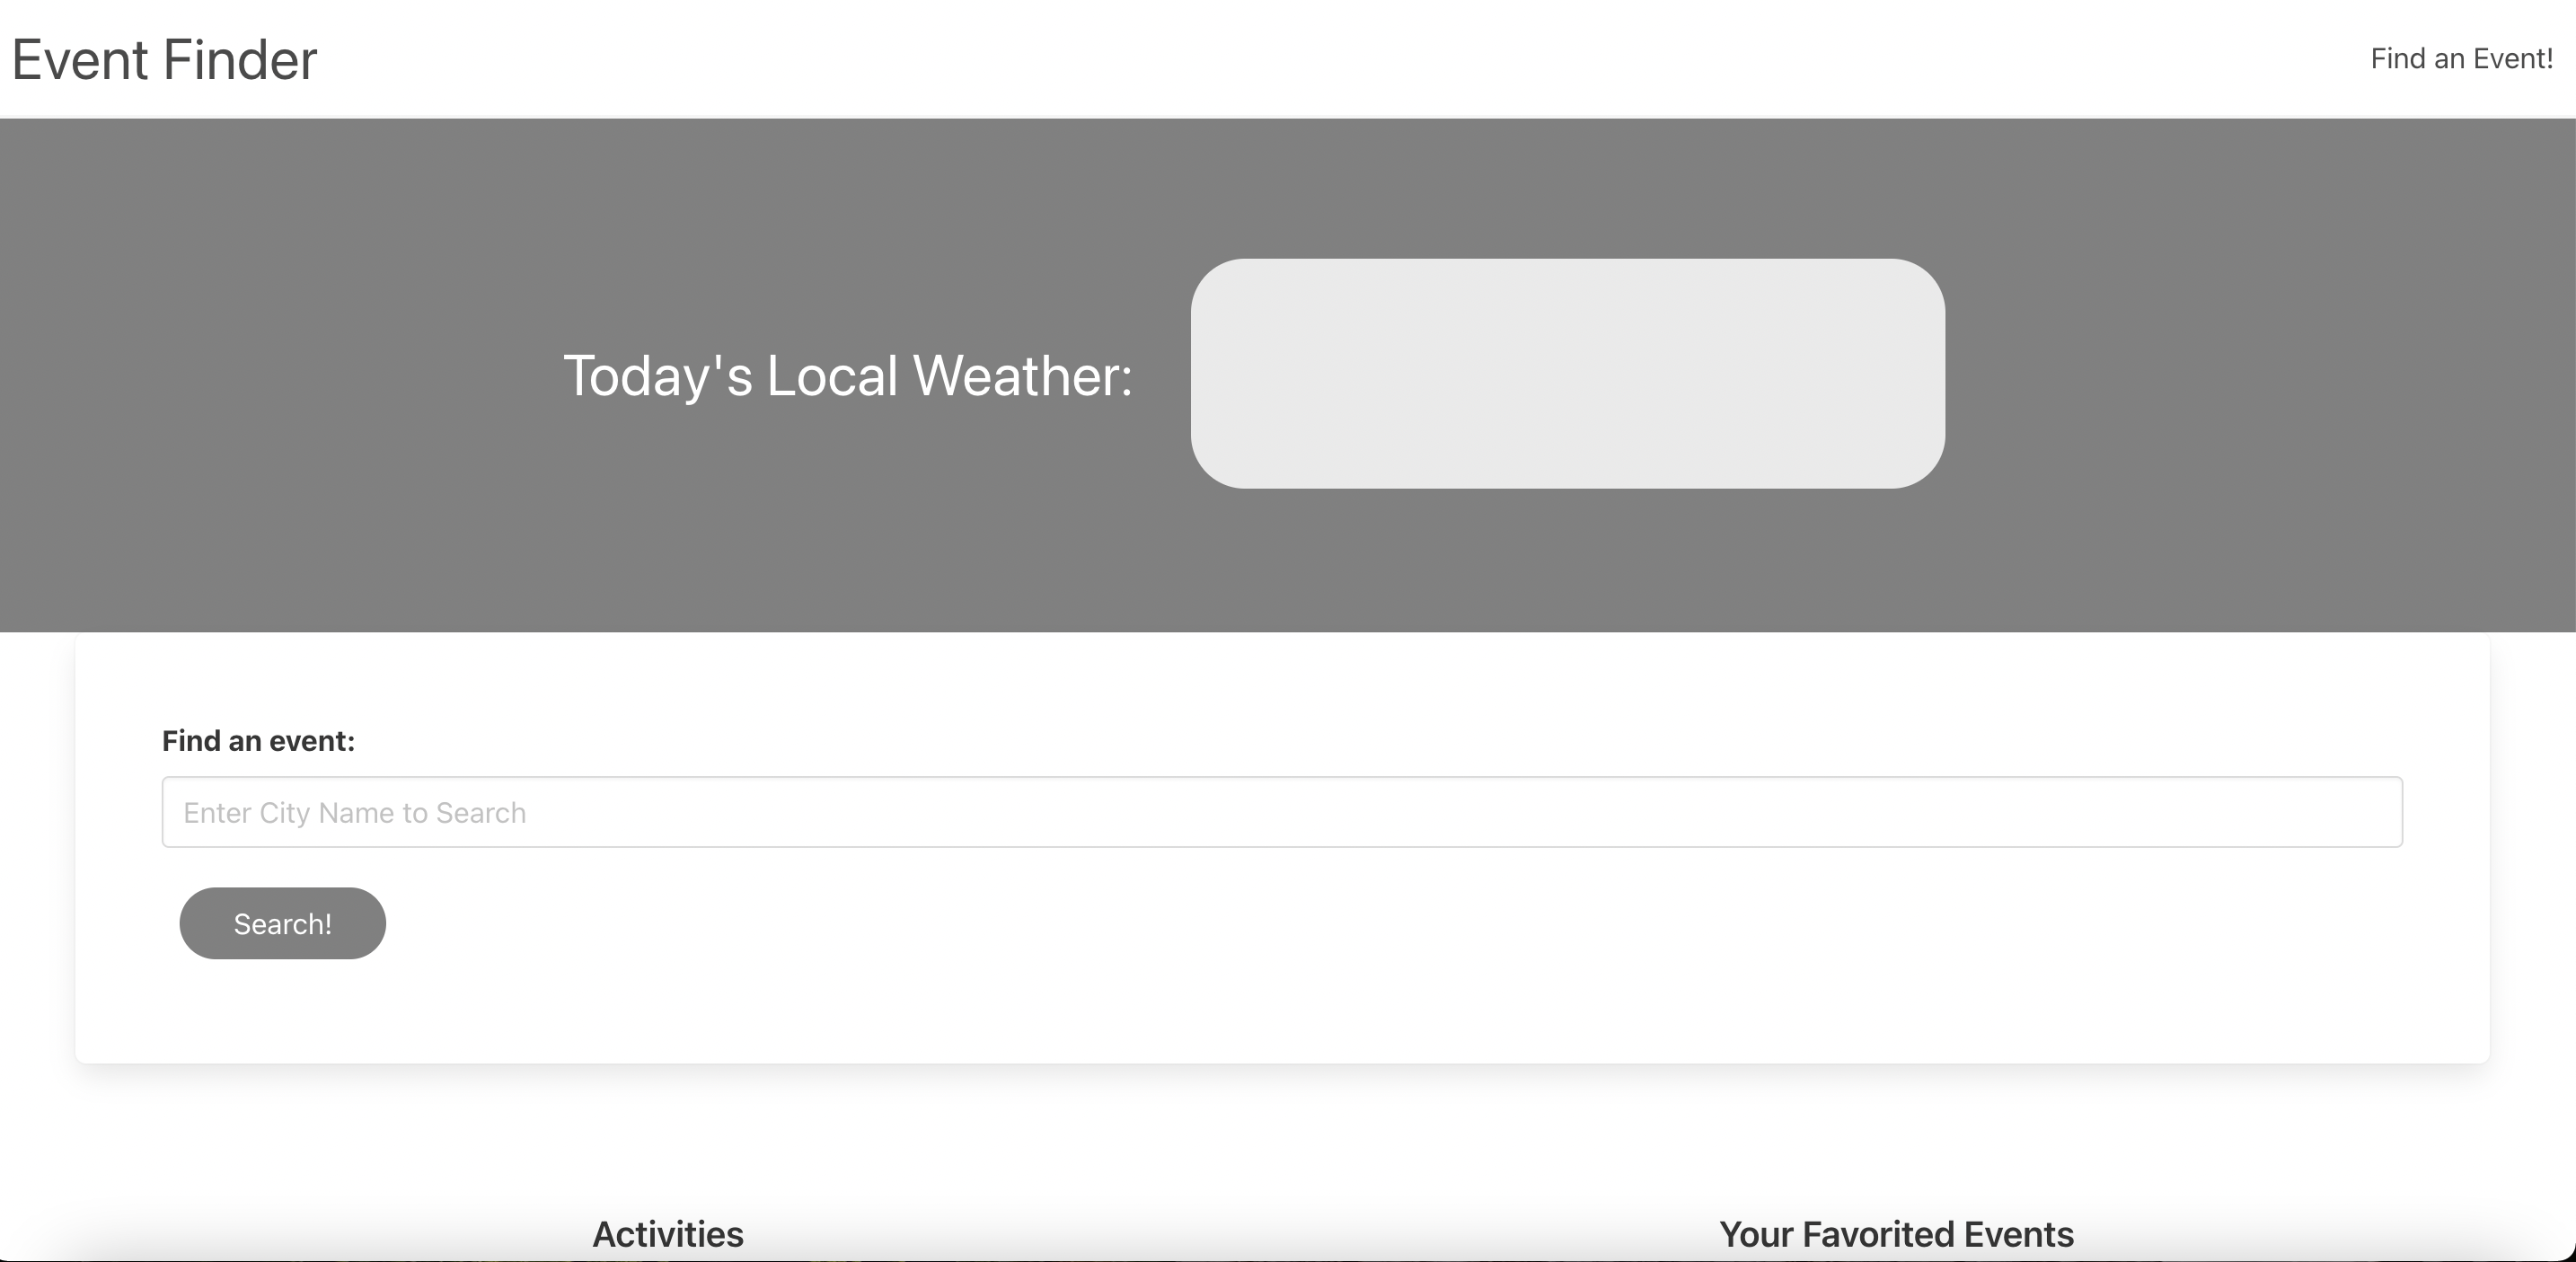 Event Finder
Find an Event!
Today's Local Weather:
Find an event:
Enter City Name to Search
Search!
Activities
Your Favorited Events